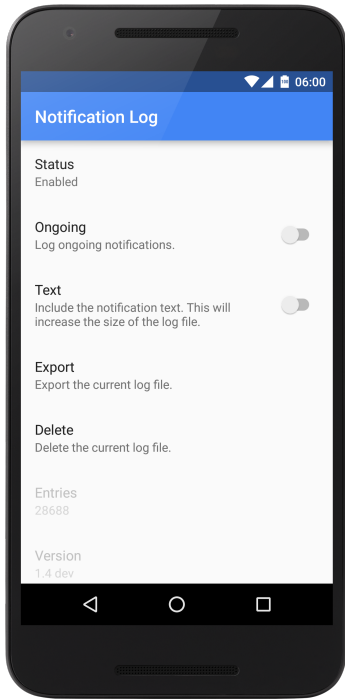 06:00
Notification Log
Status
Enabled
Ongoing
Log ongoing notifications.
Text
Include the notification text. This will
increase the size of the log file.
Export
Export the current log file.
Delete
Delete the current log file.
Entries
28688
Version
1.4 dev